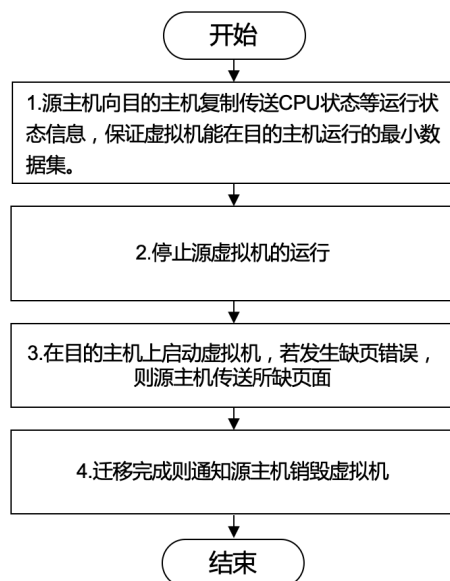 开始
1.源主机向目的主机复制传送CPU状态等运行状
态信息，保证虚拟机能在目的主机运行的最小数
据集。
2.停止源虚拟机的运行
3.在目的主机上启动虚拟机，若发生缺页错误，
则源主机传送所缺页面
4.迁移完成则通知源主机销毁虚拟机
结束